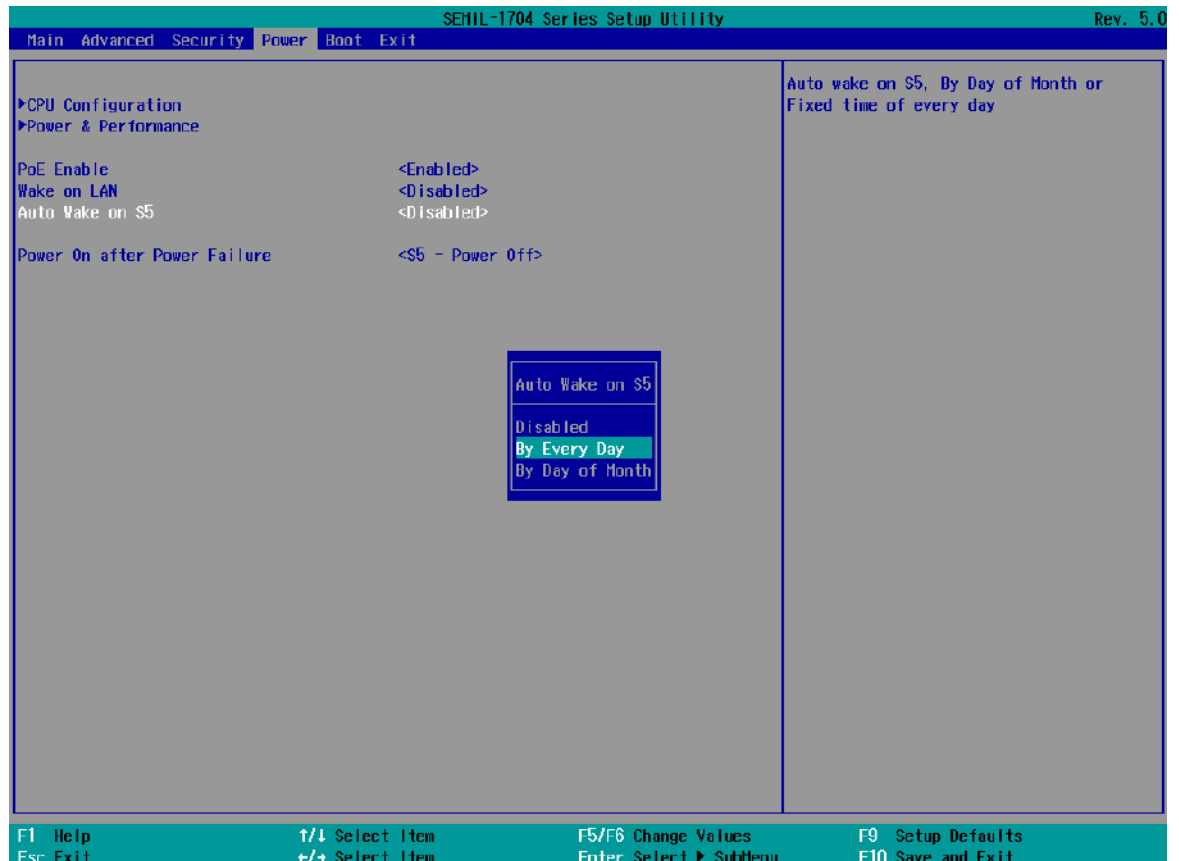 SEMIL-1704 Series Setup Utility Rev. 5.0
Main Advanced Security Power Boot Exit
▶CPU Configuration
▶Power & Performance
PoE Enable <Enabled>
Wake on LAN <Disabled>
Auto Wake on S5 <Disabled>
Power On after Power Failure <S5 - Power Off>
Auto wake on S5, By Day of Month or
Fixed time of every day
Auto Wake on S5
Disabled
By Every Day
By Day of Month
F1 Help ↑/↓ Select Item F5/F6 Change Values F9 Setup Defaults
Esc Exit ←/→ Select Item Enter Select ▶ SubMenu F10 Save and Exit